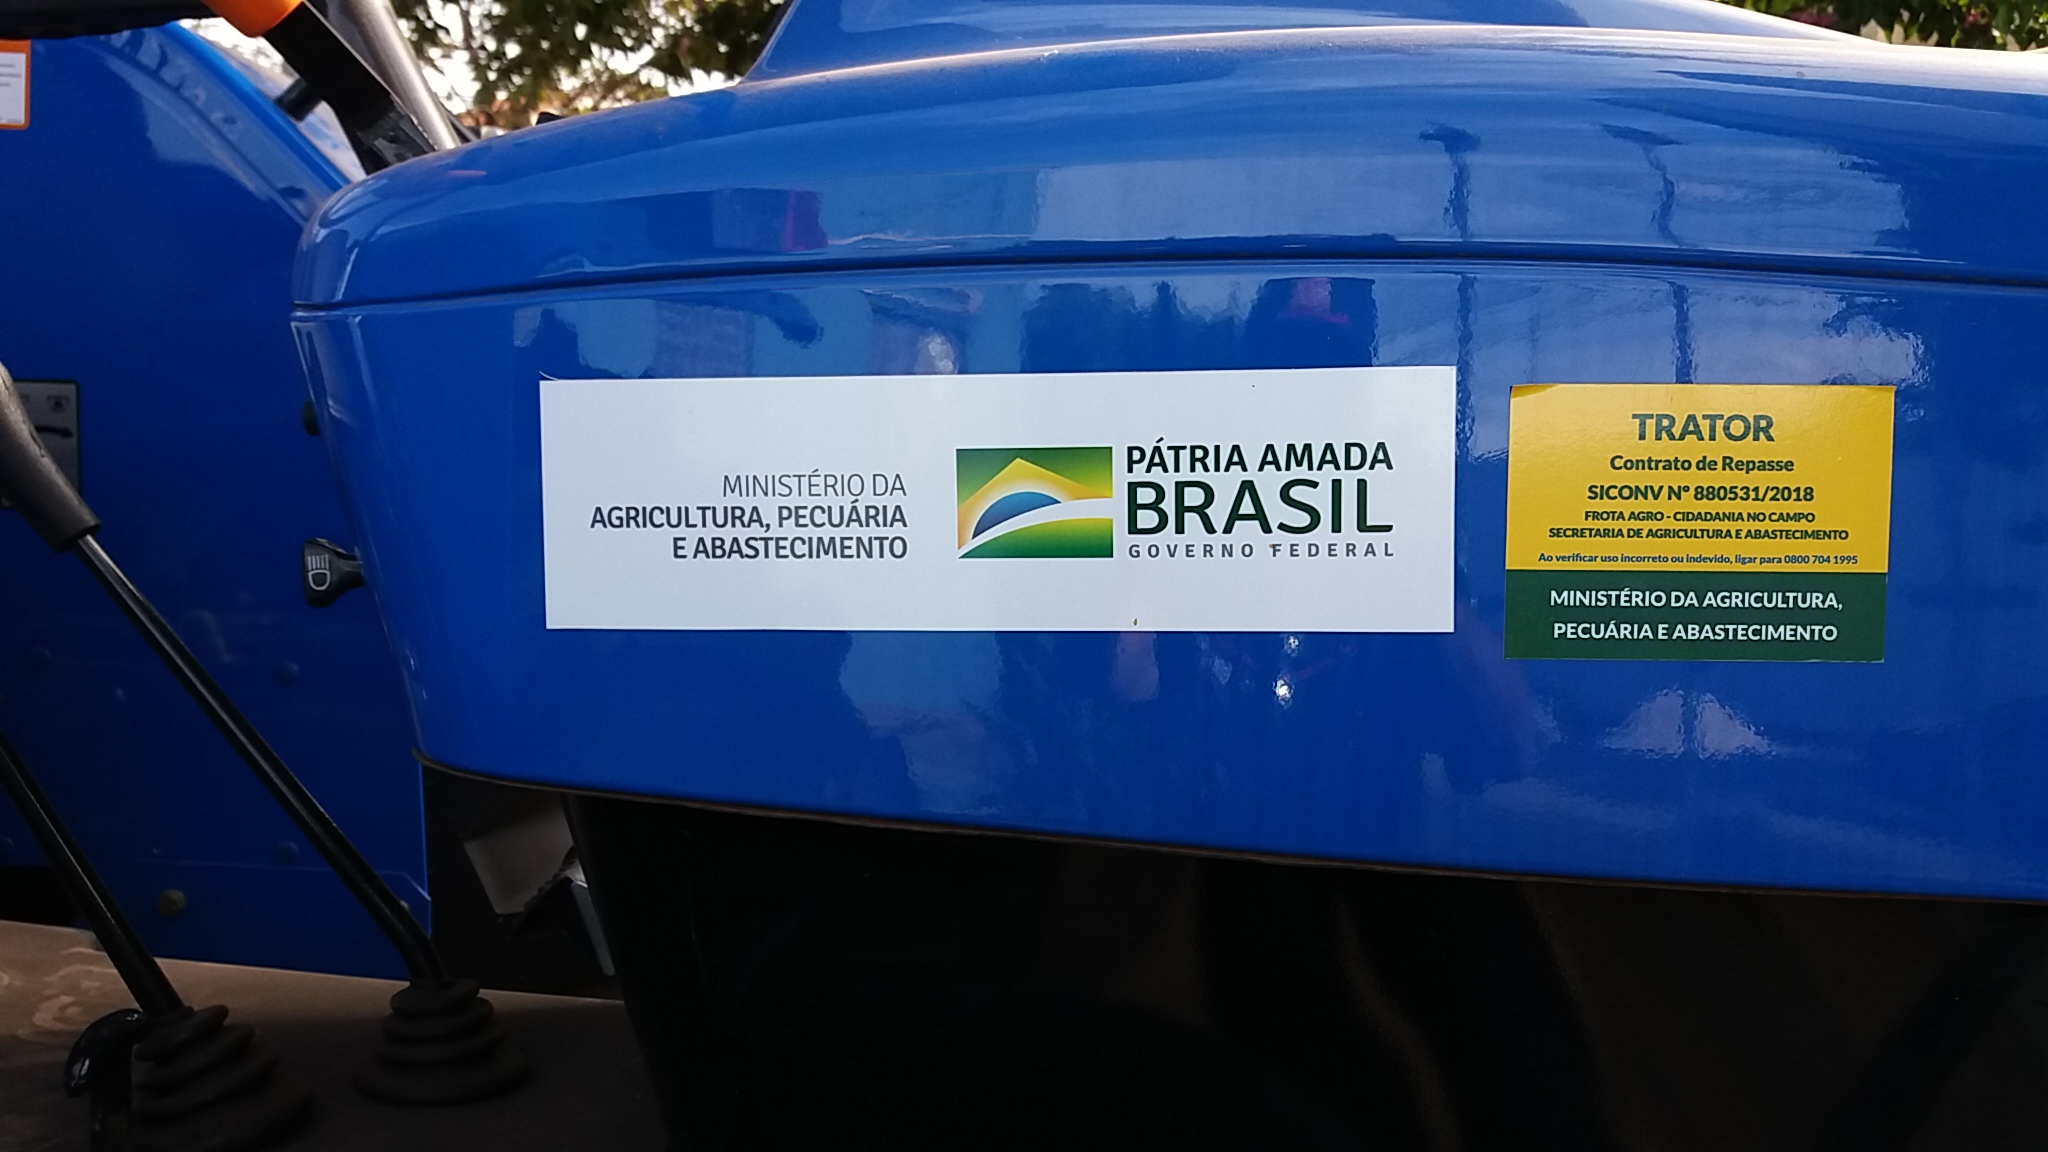 MINISTÉRIO DA
AGRICULTURA, PECUÁRIA
E ABASTECIMENTO
PÁTRIA AMADA
BRASIL
GOVERNO FEDERAL
TRATOR
Contrato de Repasse
SICONV Nº 880531/2018
FROTA AGRO - CIDADANIA NO CAMPO
SECRETARIA DE AGRICULTURA E ABASTECIMENTO
Ao verificar uso incorreto ou indevido, ligar para 0800 704 1995
MINISTÉRIO DA AGRICULTURA,
PECUÁRIA E ABASTECIMENTO